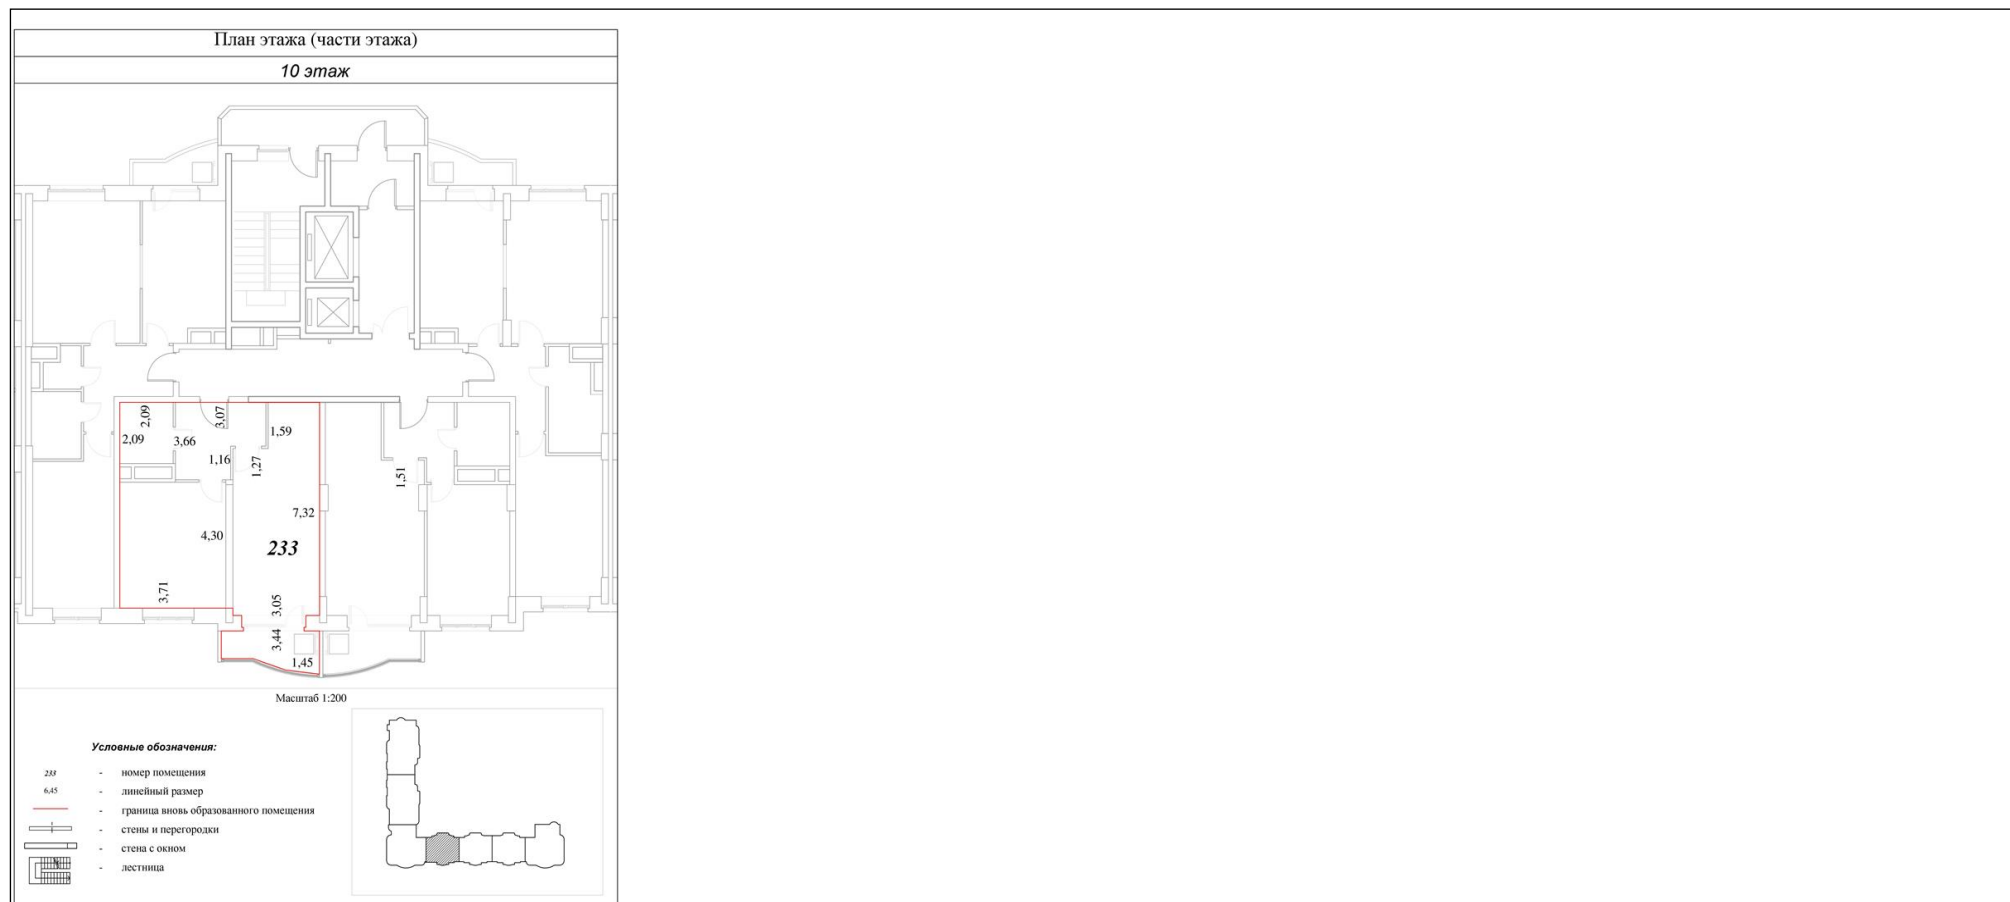 План этажа (части этажа)
10 этаж
2,09
3,07
2,09
3,66
1,59
1,16
1,27
1,51
7,32
4,30
233
3,71
3,05
3,44
1,45
Масштаб 1:200
Условные обозначения:
233 - номер помещения
6,45 - линейный размер
- граница вновь образованного помещения
- стены и перегородки
- стена с окном
- лестница